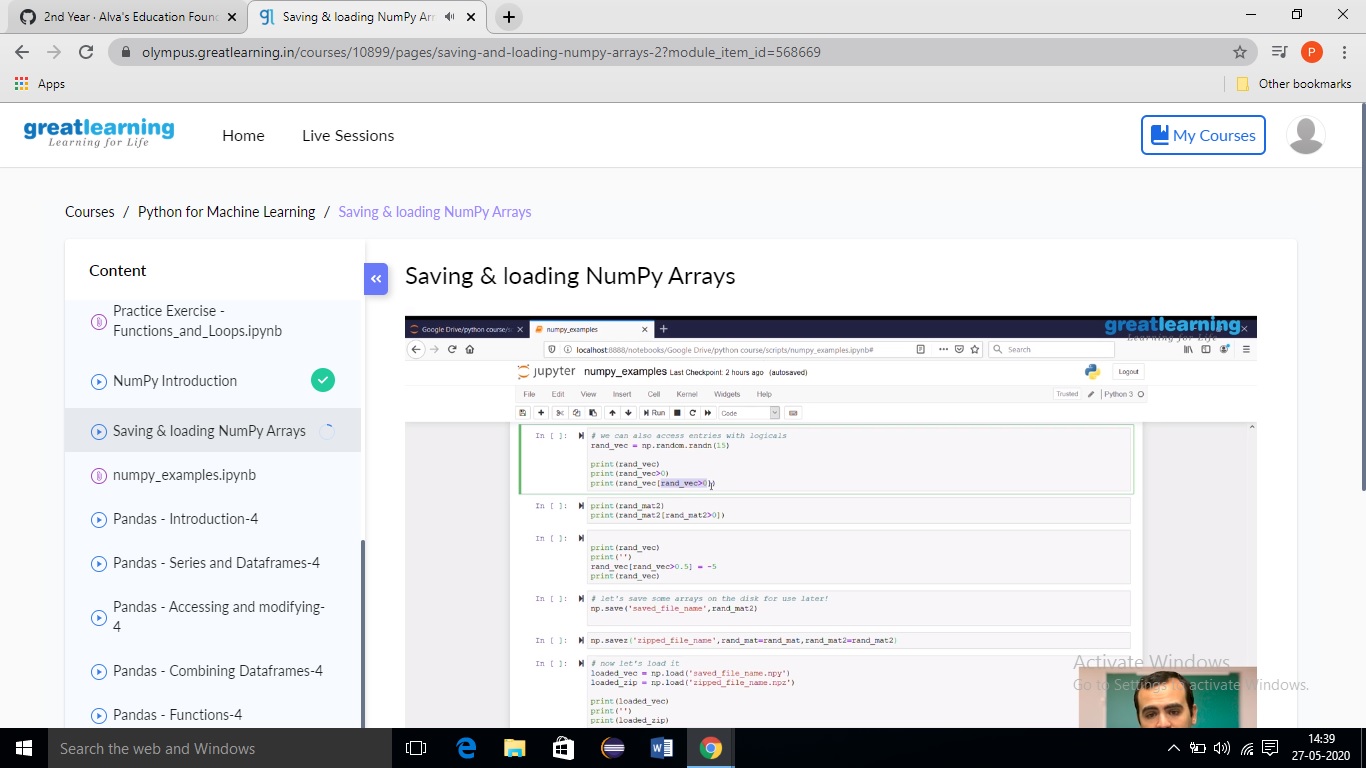 2nd Year · Alva's Education Foun
Saving & loading NumPy Arr
olympus.greatlearning.in/courses/10899/pages/saving-and-loading-numpy-arrays-2?module_item_id=568669
P
Apps
Other bookmarks
greatlearning
Learning for Life
Home
Live Sessions
My Courses
Courses / Python for Machine Learning / Saving & loading NumPy Arrays
Content
Practice Exercise -
Functions_and_Loops.ipynb
NumPy Introduction
Saving & loading NumPy Arrays
numpy_examples.ipynb
Pandas - Introduction-4
Pandas - Series and Dataframes-4
Pandas - Accessing and modifying-
4
Pandas - Combining Dataframes-4
Pandas - Functions-4
Saving & loading NumPy Arrays
Google Drive/python course/s
numpy_examples
greatlearning
Learning for Life
localhost:8888/notebooks/Google Drive/python course/scripts/numpy_examples.ipynb#
Search
jupyter numpy_examples Last Checkpoint: 2 hours ago (autosaved)
Logout
File Edit View Insert Cell Kernel Widgets Help
Trusted
Python 3
Run
Code
In [ ]:
# we can also access entries with logicals
rand_vec = np.random.randn(15)
print(rand_vec)
print(rand_vec>0)
print(rand_vec[rand_vec>0])
In [ ]:
print(rand_mat2)
print(rand_mat2[rand_mat2>0])
In [ ]:
print(rand_vec)
print('')
rand_vec[rand_vec>0.5] = -5
print(rand_vec)
In [ ]:
# let's save some arrays on the disk for use later!
np.save('saved_file_name',rand_mat2)
In [ ]:
np.savez('zipped_file_name',rand_mat=rand_mat,rand_mat2=rand_mat2)
In [ ]:
# now let's load it
loaded_vec = np.load('saved_file_name.npy')
loaded_zip = np.load('zipped_file_name.npz')
print(loaded_vec)
print('')
print(loaded_zip)
Activate Windows
Go to Settings to activate Windows.
Search the web and Windows
14:39
27-05-2020